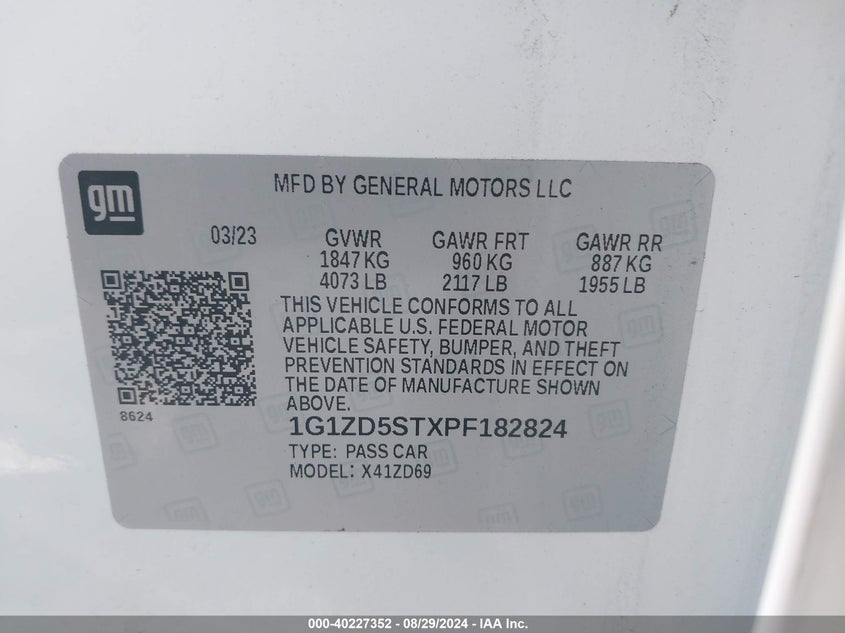 gm
MFD BY GENERAL MOTORS LLC
03/23
GVWR GAWR FRT GAWR RR
1847 KG 960 KG 887 KG
4073 LB 2117 LB 1955 LB
THIS VEHICLE CONFORMS TO ALL
APPLICABLE U.S. FEDERAL MOTOR
VEHICLE SAFETY, BUMPER, AND THEFT
PREVENTION STANDARDS IN EFFECT ON
THE DATE OF MANUFACTURE SHOWN
ABOVE.
8624
1G1ZD5STXPF182824
TYPE: PASS CAR
MODEL: X41ZD69
000-40227352 - 08/29/2024 - IAA Inc.